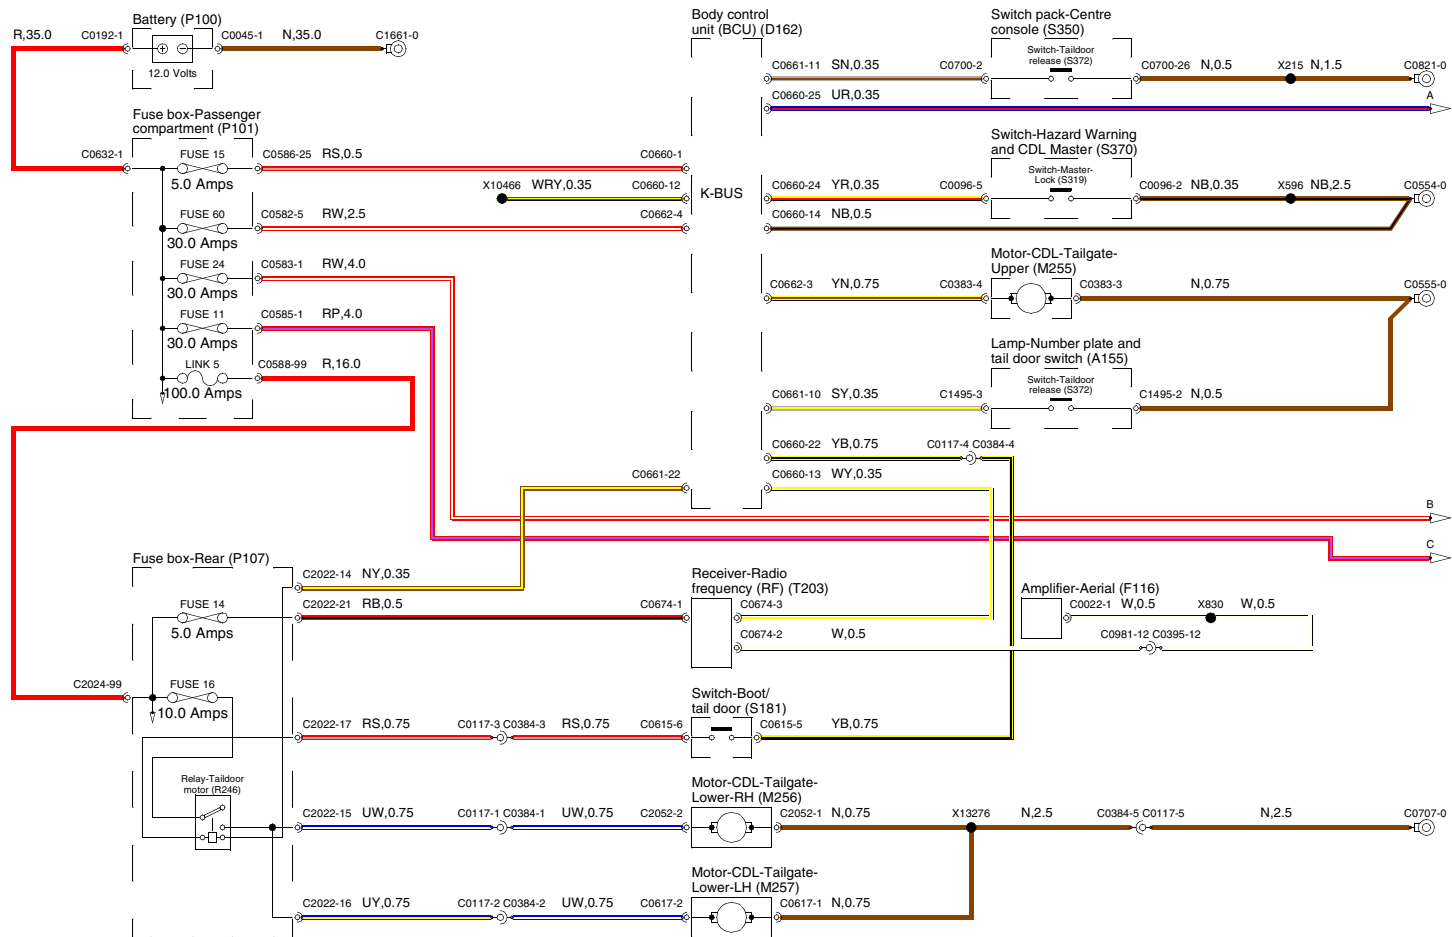 Battery (P100)
R,35.0
C0192-1
C0045-1
N,35.0
C1661-0
12.0 Volts
Fuse box-Passenger
compartment (P101)
C0632-1
FUSE 15
5.0 Amps
C0586-25
RS,0.5
C0660-1
X10466
WRY,0.35
C0660-12
FUSE 60
30.0 Amps
C0582-5
RW,2.5
C0662-4
FUSE 24
30.0 Amps
C0583-1
RW,4.0
FUSE 11
30.0 Amps
C0585-1
RP,4.0
LINK 5
100.0 Amps
C0588-99
R,16.0
Body control
unit (BCU) (D162)
K-BUS
C0661-11
SN,0.35
C0700-2
Switch pack-Centre
console (S350)
Switch-Taildoor
release (S372)
C0700-26
N,0.5
X215
N,1.5
C0821-0
C0660-25
UR,0.35
A
Switch-Hazard Warning
and CDL Master (S370)
Switch-Master-
Lock (S319)
C0660-24
YR,0.35
C0096-5
C0096-2
NB,0.35
X596
NB,2.5
C0554-0
C0660-14
NB,0.5
Motor-CDL-Tailgate-
Upper (M255)
C0662-3
YN,0.75
C0383-4
C0383-3
N,0.75
C0555-0
Lamp-Number plate and
tail door switch (A155)
Switch-Taildoor
release (S372)
C0661-10
SY,0.35
C1495-3
C1495-2
N,0.5
C0660-22
YB,0.75
C0117-4
C0384-4
C0661-22
C0660-13
WY,0.35
B
C
Fuse box-Rear (P107)
C2022-14
NY,0.35
FUSE 14
5.0 Amps
C2022-21
RB,0.5
C0674-1
Receiver-Radio
frequency (RF) (T203)
C0674-3
C0674-2
W,0.5
Amplifier-Aerial (F116)
C0022-1
W,0.5
X830
W,0.5
C0981-12
C0395-12
C2024-99
FUSE 16
10.0 Amps
Switch-Boot/
tail door (S181)
C2022-17
RS,0.75
C0117-3
C0384-3
RS,0.75
C0615-6
C0615-5
YB,0.75
Relay-Taildoor
motor (R246)
Motor-CDL-Tailgate-
Lower-RH (M256)
C2022-15
UW,0.75
C0117-1
C0384-1
UW,0.75
C2052-2
C2052-1
N,0.75
X13276
N,2.5
C0384-5
C0117-5
N,2.5
C0707-0
Motor-CDL-Tailgate-
Lower-LH (M257)
C2022-16
UY,0.75
C0117-2
C0384-2
UW,0.75
C0617-2
C0617-1
N,0.75